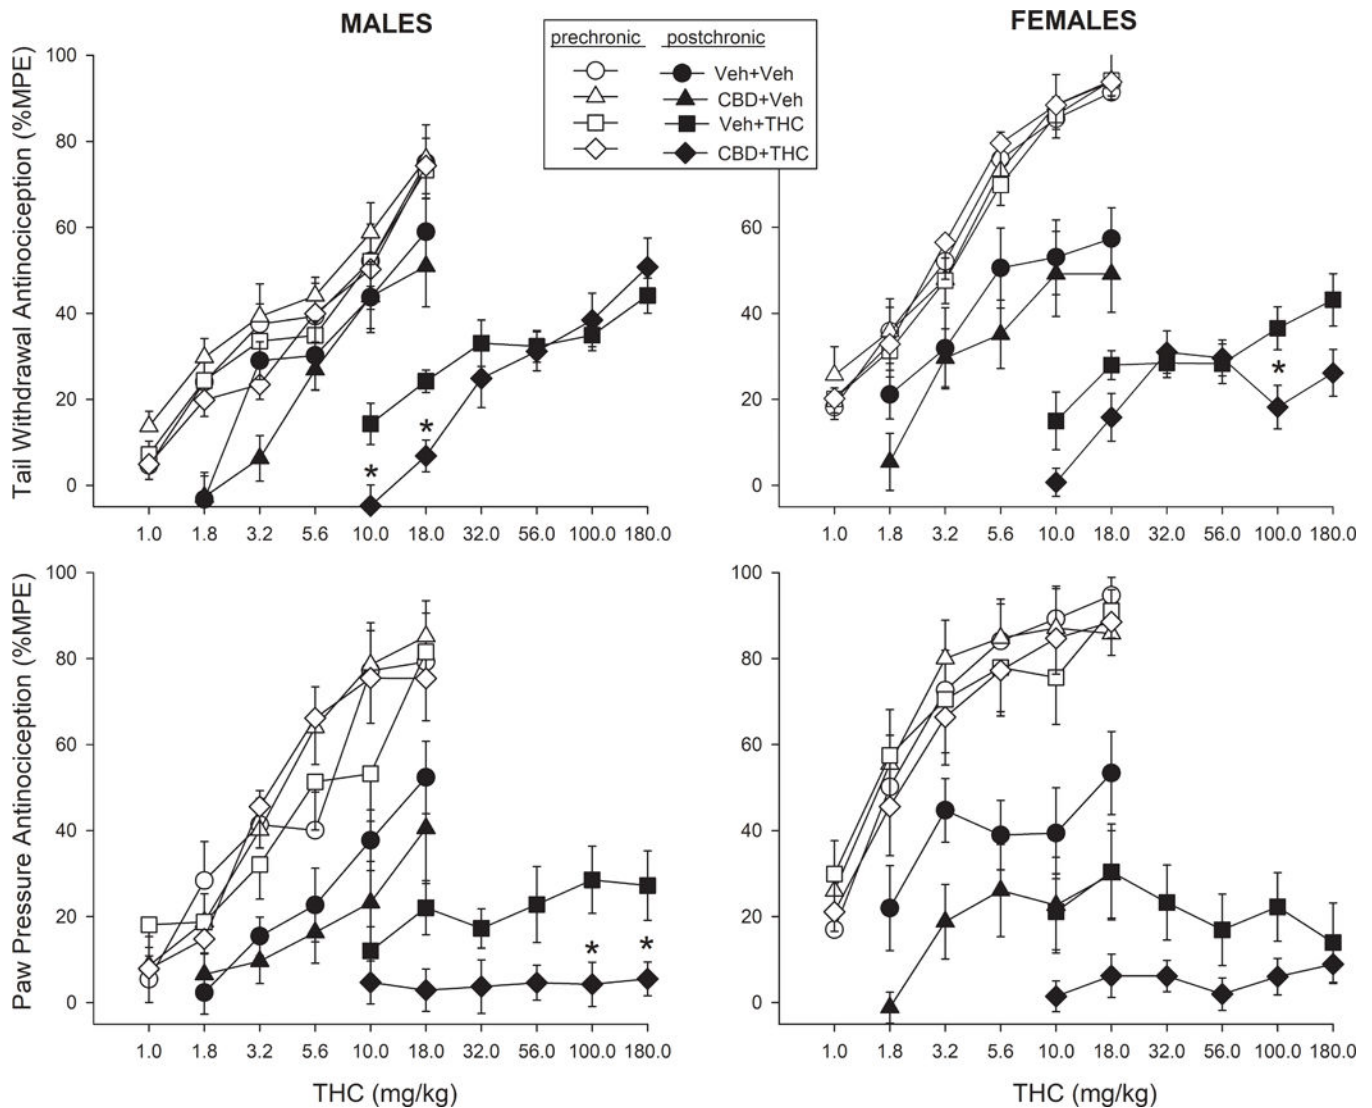 MALES
FEMALES
prechronic postchronic
Veh+Veh
CBD+Veh
Veh+THC
CBD+THC
Tail Withdrawal Antinociception (%MPE)
100
80
60
40
20
0
* *
1.0 1.8 3.2 5.6 10.0 18.0 32.0 56.0 100.0 180.0
100
80
60
40
20
0
*
1.0 1.8 3.2 5.6 10.0 18.0 32.0 56.0 100.0 180.0
Paw Pressure Antinociception (%MPE)
100
80
60
40
20
0
* *
1.0 1.8 3.2 5.6 10.0 18.0 32.0 56.0 100.0 180.0
THC (mg/kg)
100
80
60
40
20
0
1.0 1.8 3.2 5.6 10.0 18.0 32.0 56.0 100.0 180.0
THC (mg/kg)